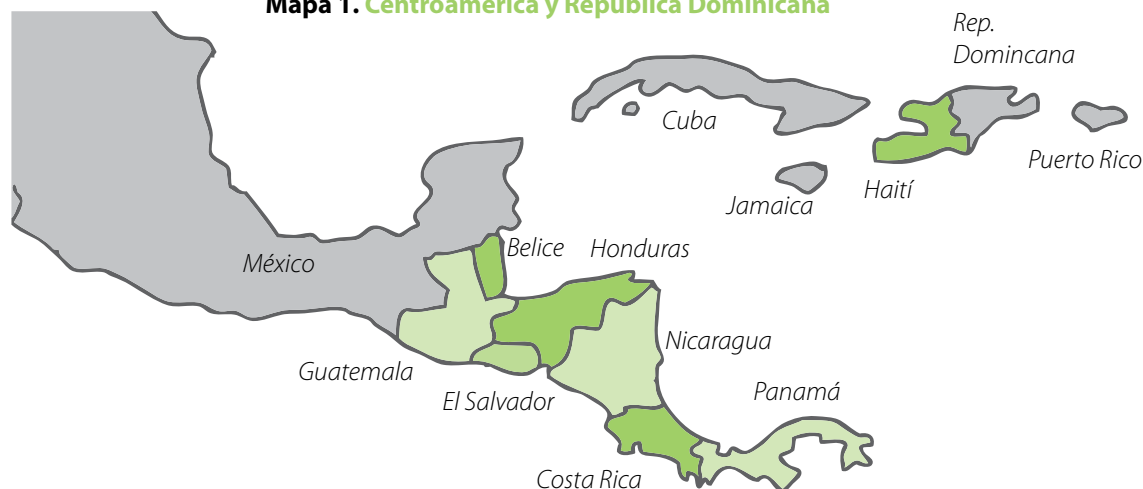 Mapa 1. Centroamérica y República Dominicana
Rep.
Domincana
Cuba
Puerto Rico
Haití
Jamaica
Belice
Honduras
México
Nicaragua
Guatemala
Panamá
El Salvador
Costa Rica